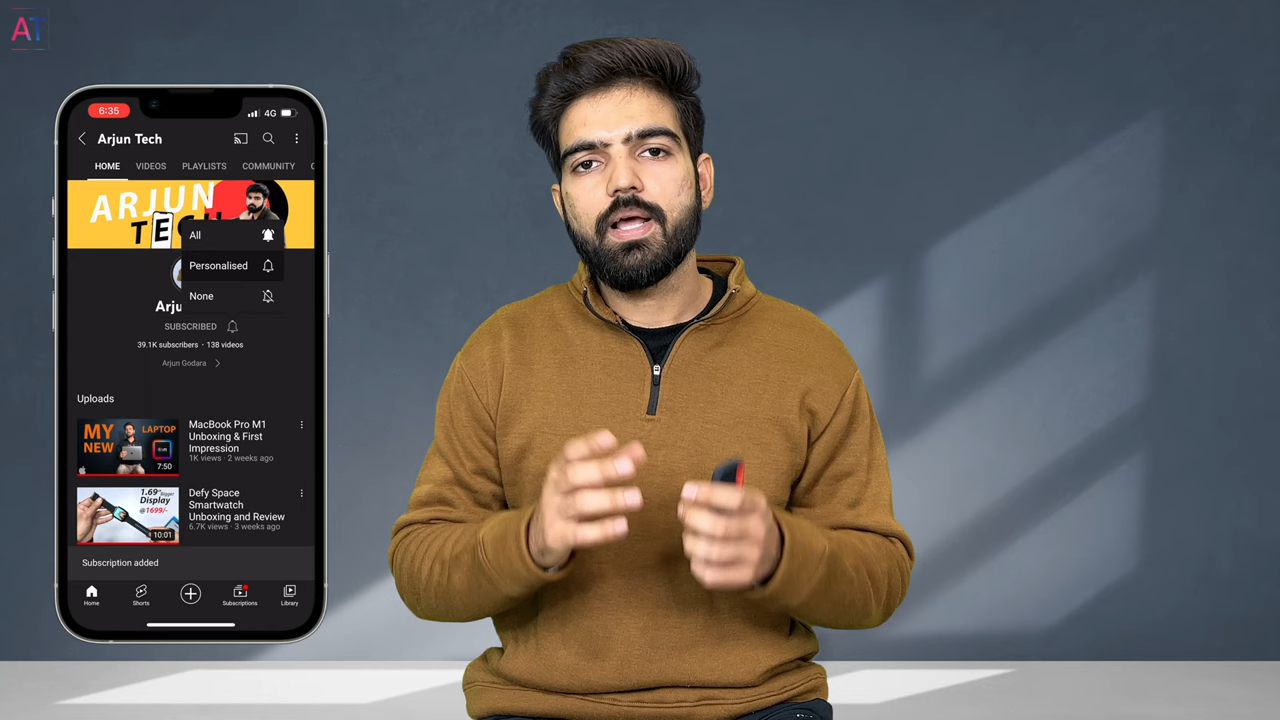 AT
6:35
4G
Arjun Tech
HOME VIDEOS PLAYLISTS COMMUNITY
ARJUN
All
Personalised
None
SUBSCRIBED
39.1K subscribers · 138 videos
Arjun Godara
Uploads
MY NEW
LAPTOP
7:50
MacBook Pro M1
Unboxing & First
Impression
1K views · 2 weeks ago
1.69"
Display
@1699/-
10:01
Defy Space
Smartwatch
Unboxing and Review
6.7K views · 3 weeks ago
Subscription added
Home
Shorts
Subscriptions
Library